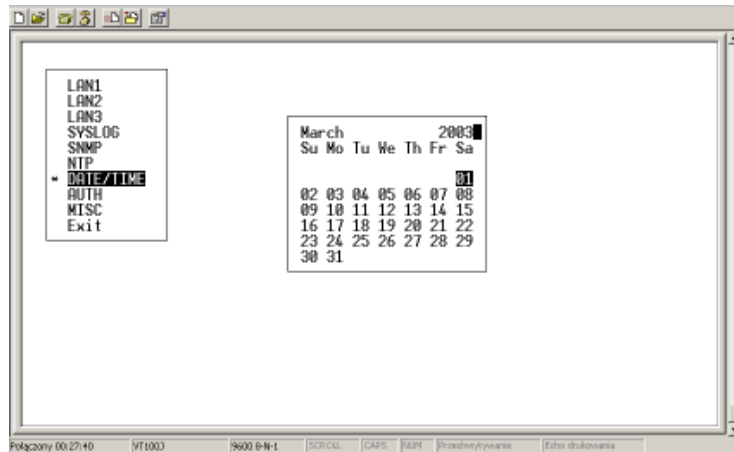 LAN1
LAN2
LAN3
SYSLOG
SNMP
NTP
* DATE/TIME
AUTH
MISC
Exit
March 2003
Su Mo Tu We Th Fr Sa
01
02 03 04 05 06 07 08
09 10 11 12 13 14 15
16 17 18 19 20 21 22
23 24 25 26 27 28 29
30 31
Połączony 00:27:40 VT100J 9600 8-N-1 SCROLL CAPS NUM Przechwytywanie Echo drukowania